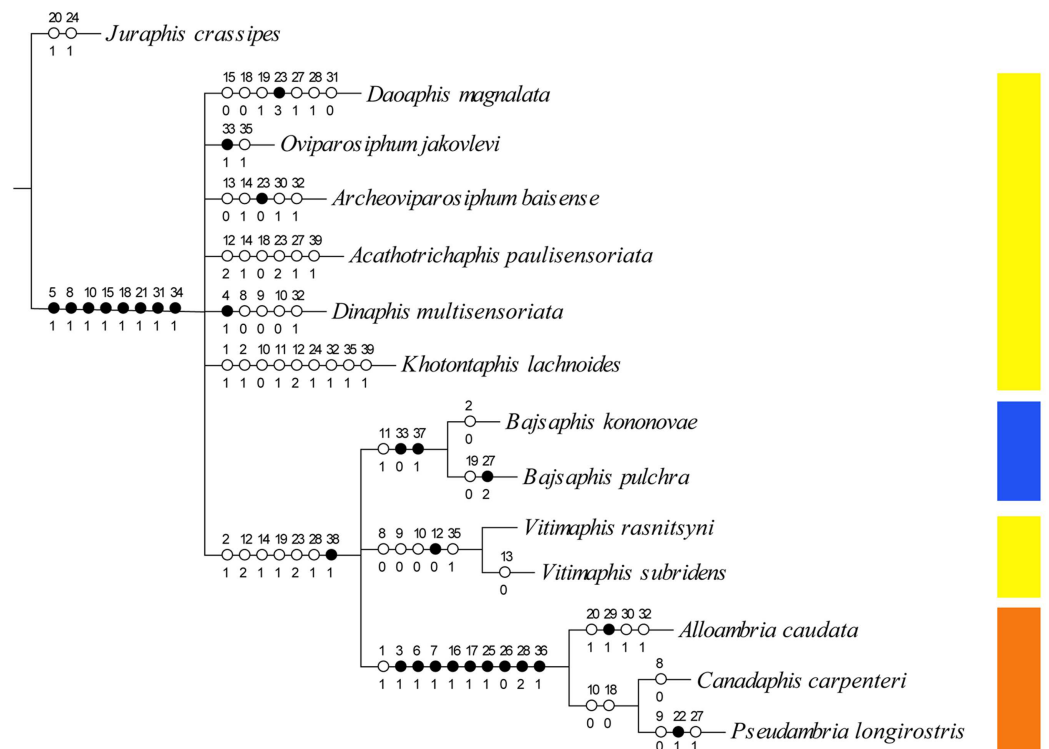 20 24
Juraphis crassipes
1 1
15 18 19 23 27 28 31
Daoaphis magnalata
0 0 1 3 1 1 0
33 35
Oviparosiphum jakovlevi
1 1
13 14 23 30 32
Archeoviparosiphum baisense
0 1 0 1 1
12 14 18 23 27 39
Acathotrichaphis paulisensoriata
2 1 0 2 1 1
5 8 10 15 18 21 31 34
1 1 1 1 1 1 1 1
4 8 9 10 32
Dinaphis multisensoriata
1 0 0 0 1
1 2 10 11 12 24 32 35 39
Khotontaphis lachnoides
1 1 0 1 2 1 1 1 1
2
Bajsaphis kononovae
0
11 33 37
1 0 1
19 27
Bajsaphis pulchra
0 2
2 12 14 19 23 28 38
1 2 1 1 2 1 1
8 9 10 12 35
0 0 0 0 1
Vitimaphis rasnitsyni
13
Vitimaphis subridens
0
20 29 30 32
Alloambria caudata
1 1 1 1
1 3 6 7 16 17 25 26 28 36
1 1 1 1 1 1 1 0 2 1
8
Canadaphis carpenteri
0
10 18
0 0
9 22 27
Pseudambria longirostris
0 1 1